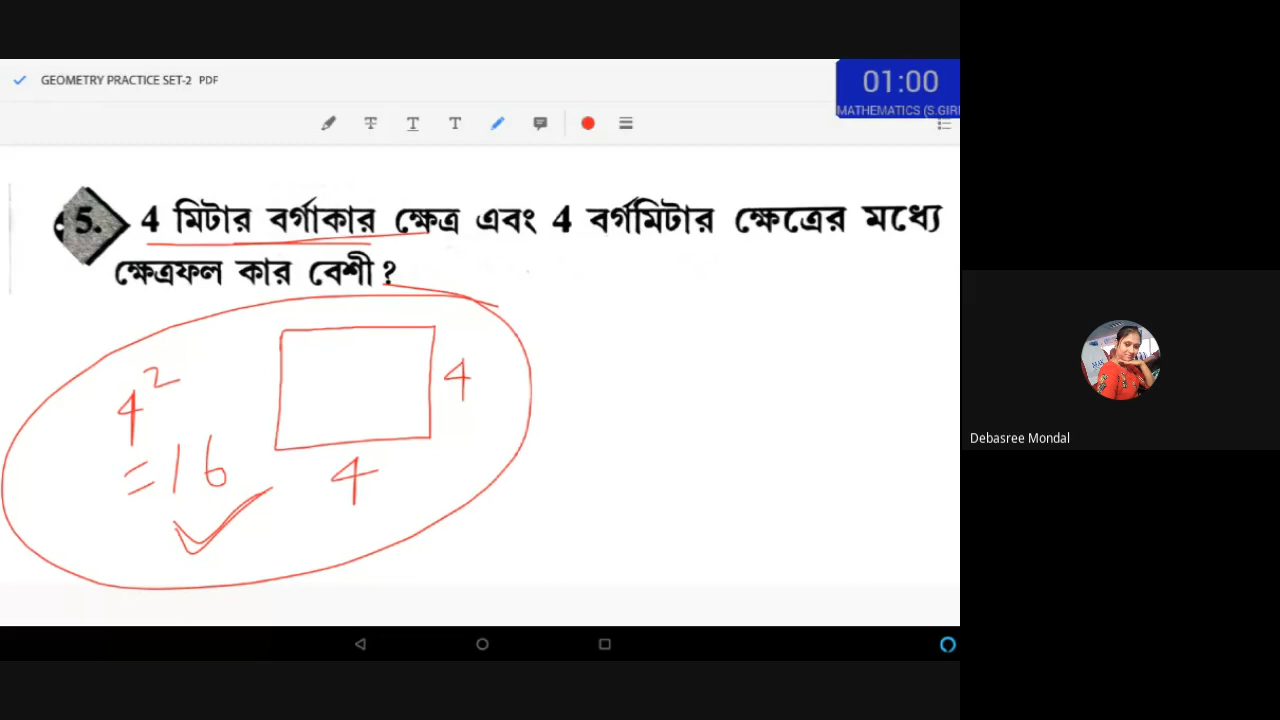 GEOMETRY PRACTICE SET-2 PDF
01:00
MATHEMATICS (S.GIRI
T T T
5. 4 মিটার বর্গাকার ক্ষেত্র এবং 4 বর্গমিটার ক্ষেত্রের মধ্যে
ক্ষেত্রফল কার বেশী?
4²
= 16
4
4
Debasree Mondal